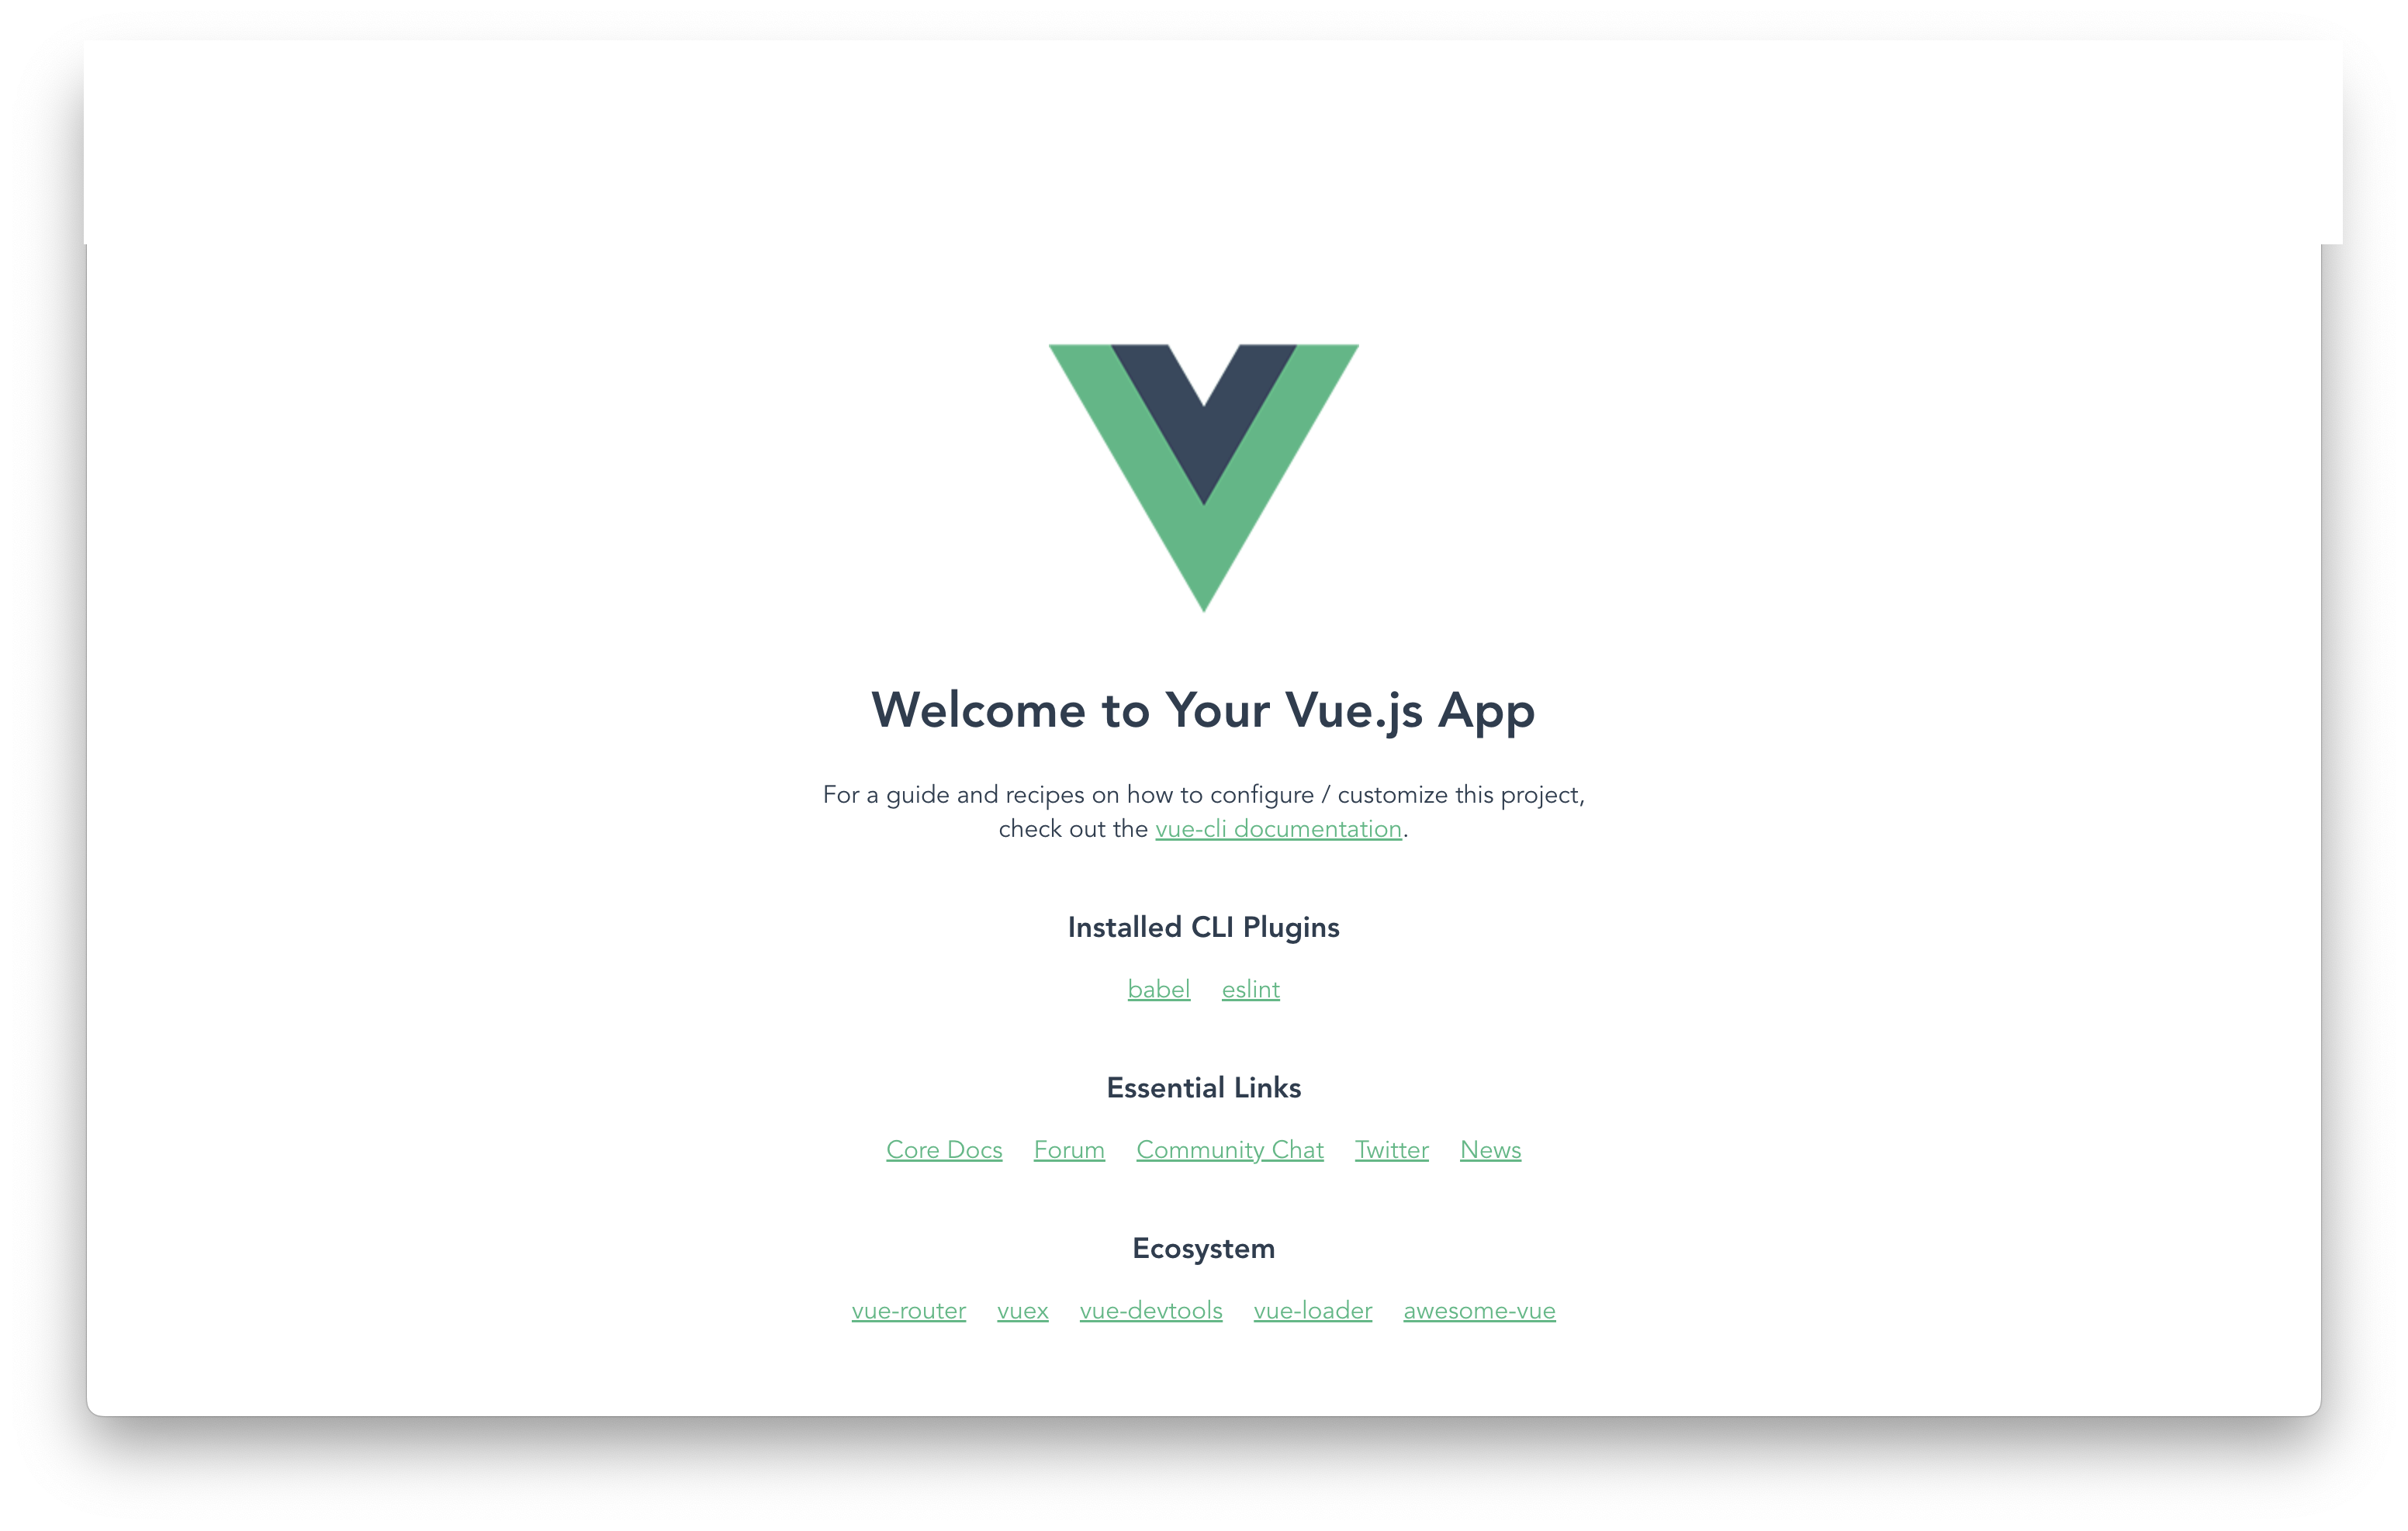 Welcome to Your Vue.js App
For a guide and recipes on how to configure / customize this project,
check out the vue-cli documentation.
Installed CLI Plugins
babel eslint
Essential Links
Core Docs Forum Community Chat Twitter News
Ecosystem
vue-router vuex vue-devtools vue-loader awesome-vue